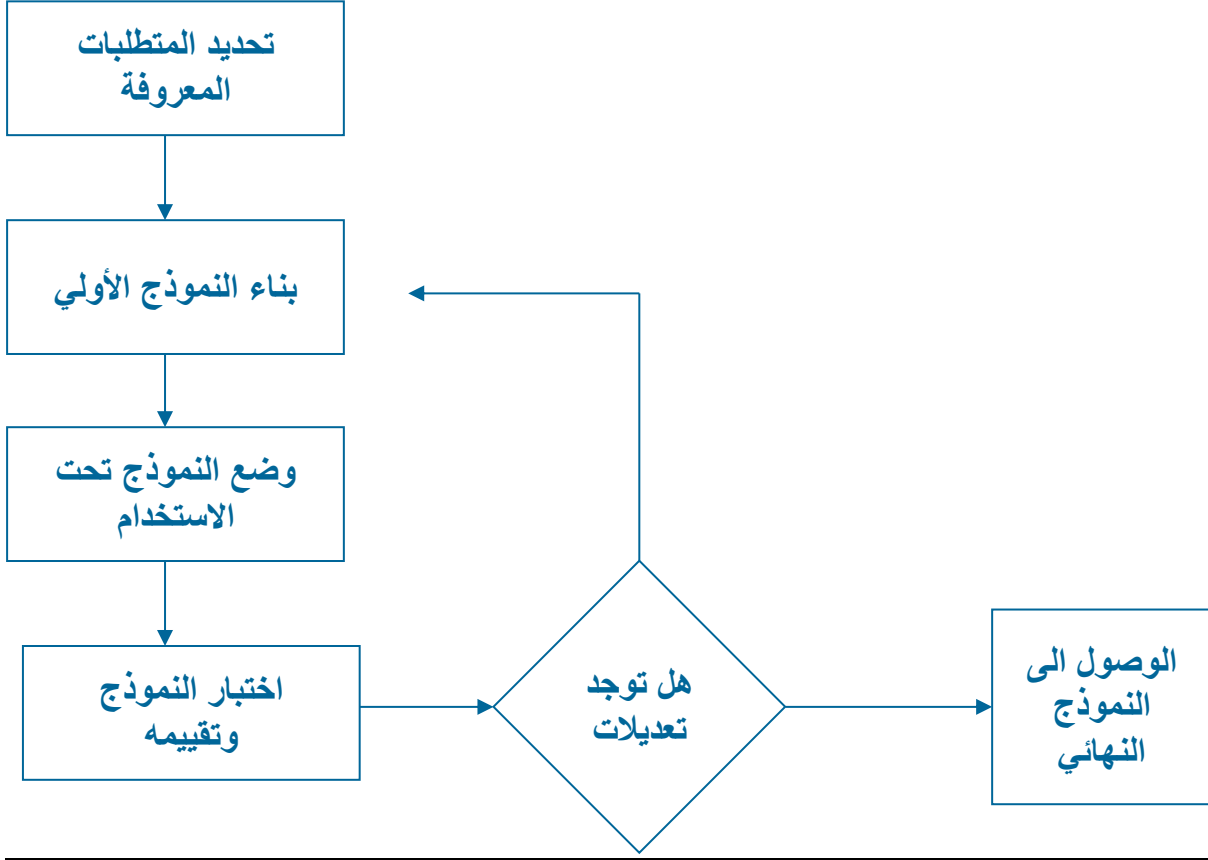 تحديد المتطلبات
المعروفة
بناء النموذج الأولي
وضع النموذج تحت
الاستخدام
اختبار النموذج
وتقييمه
هل توجد
تعديلات
الوصول الى
النموذج
النهائي